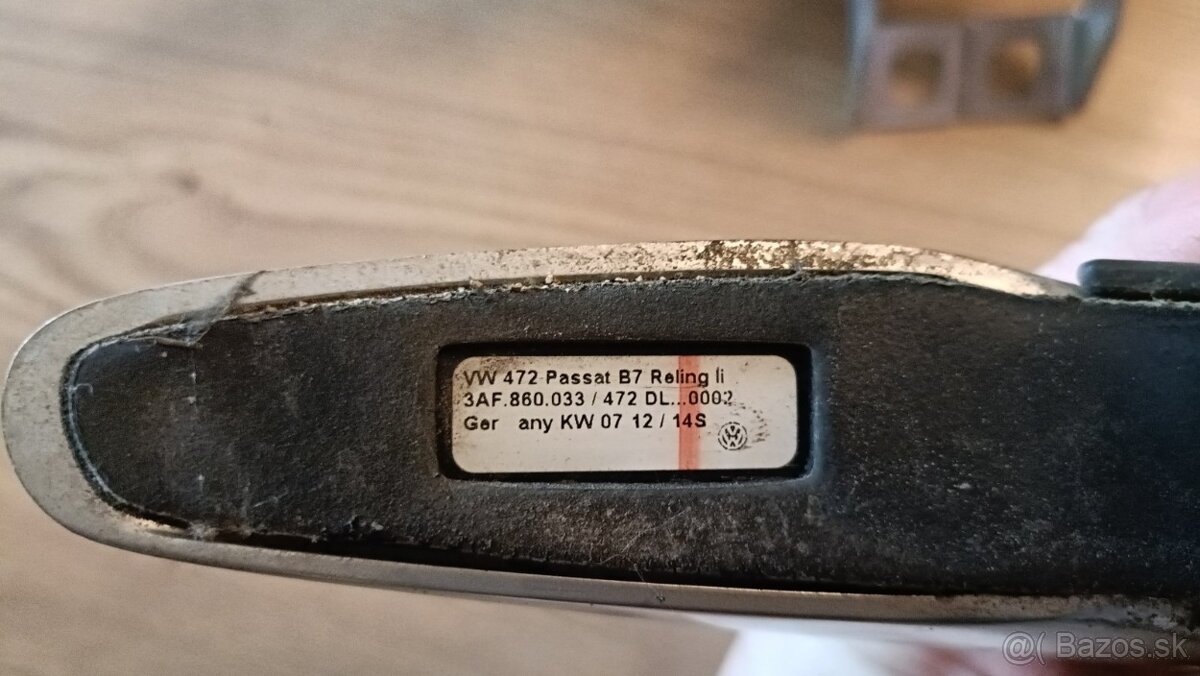 VW 472 Passat B7 Reling li
3AF.860.033 / 472 DL...0002
Ger any KW 07 12 / 14S
@( Bazos.sk